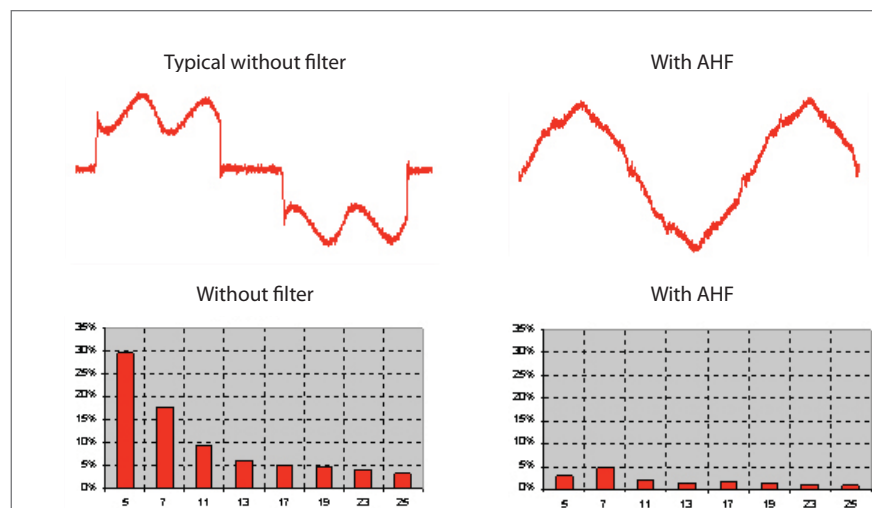 Typical without filter
With AHF
Without filter
With AHF
35%
30%
25%
20%
15%
10%
5%
0%
5 7 11 13 17 19 23 25
35%
30%
25%
20%
15%
10%
5%
0%
5 7 11 13 17 19 23 25